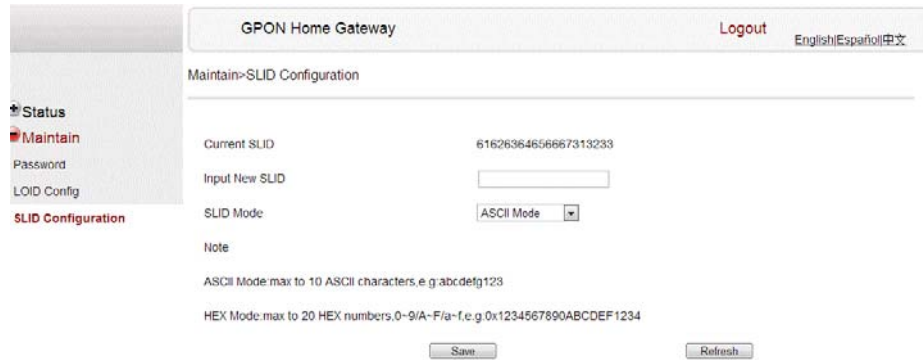 GPON Home Gateway
Logout
English|Español|中文
Maintain>SLID Configuration
Status
Maintain
Password
LOID Config
SLID Configuration
Current SLID 61626364656667313233
Input New SLID
SLID Mode ASCII Mode
Note
ASCII Mode:max to 10 ASCII characters,e.g:abcdefg123
HEX Mode:max to 20 HEX numbers,0~9/A~F/a~f,e.g:0x1234567890ABCDEF1234
Save Refresh